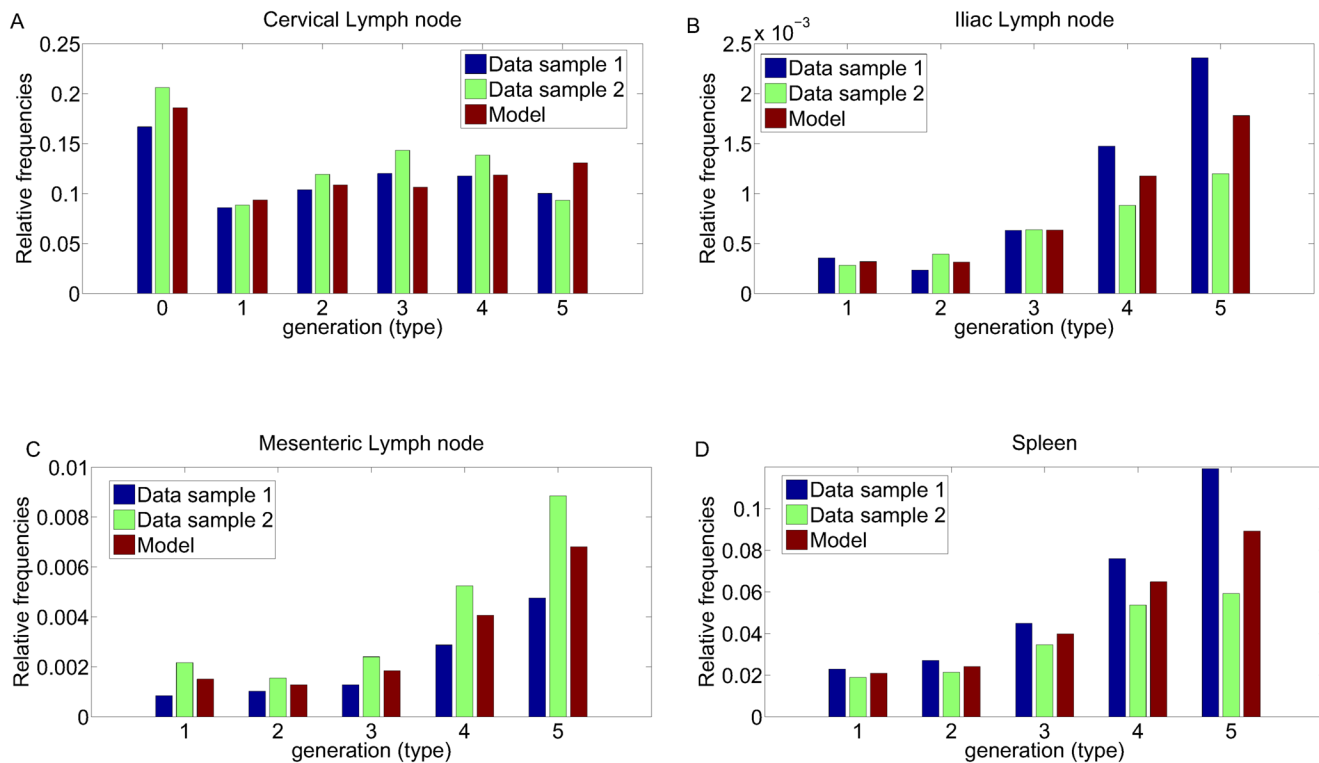 A
Cervical Lymph node
0.25
0.2
0.15
0.1
0.05
0
Relative frequencies
Data sample 1
Data sample 2
Model
0 1 2 3 4 5
generation (type)
B
Iliac Lymph node
x 10⁻³
2.5
2
1.5
1
0.5
0
Relative frequencies
Data sample 1
Data sample 2
Model
1 2 3 4 5
generation (type)
C
Mesenteric Lymph node
0.01
0.008
0.006
0.004
0.002
0
Relative frequencies
Data sample 1
Data sample 2
Model
1 2 3 4 5
generation (type)
D
Spleen
0.1
0.08
0.06
0.04
0.02
0
Relative frequencies
Data sample 1
Data sample 2
Model
1 2 3 4 5
generation (type)